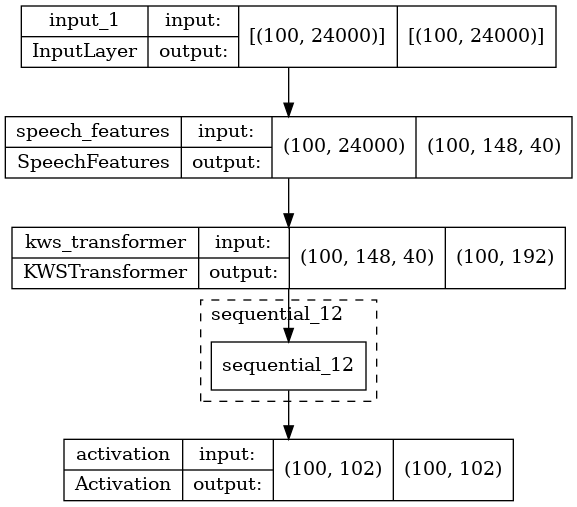 input_1 input: [(100, 24000)] [(100, 24000)]
InputLayer output:
speech_features input: (100, 24000) (100, 148, 40)
SpeechFeatures output:
kws_transformer input: (100, 148, 40) (100, 192)
KWSTransformer output:
sequential_12
sequential_12
activation input: (100, 102) (100, 102)
Activation output: